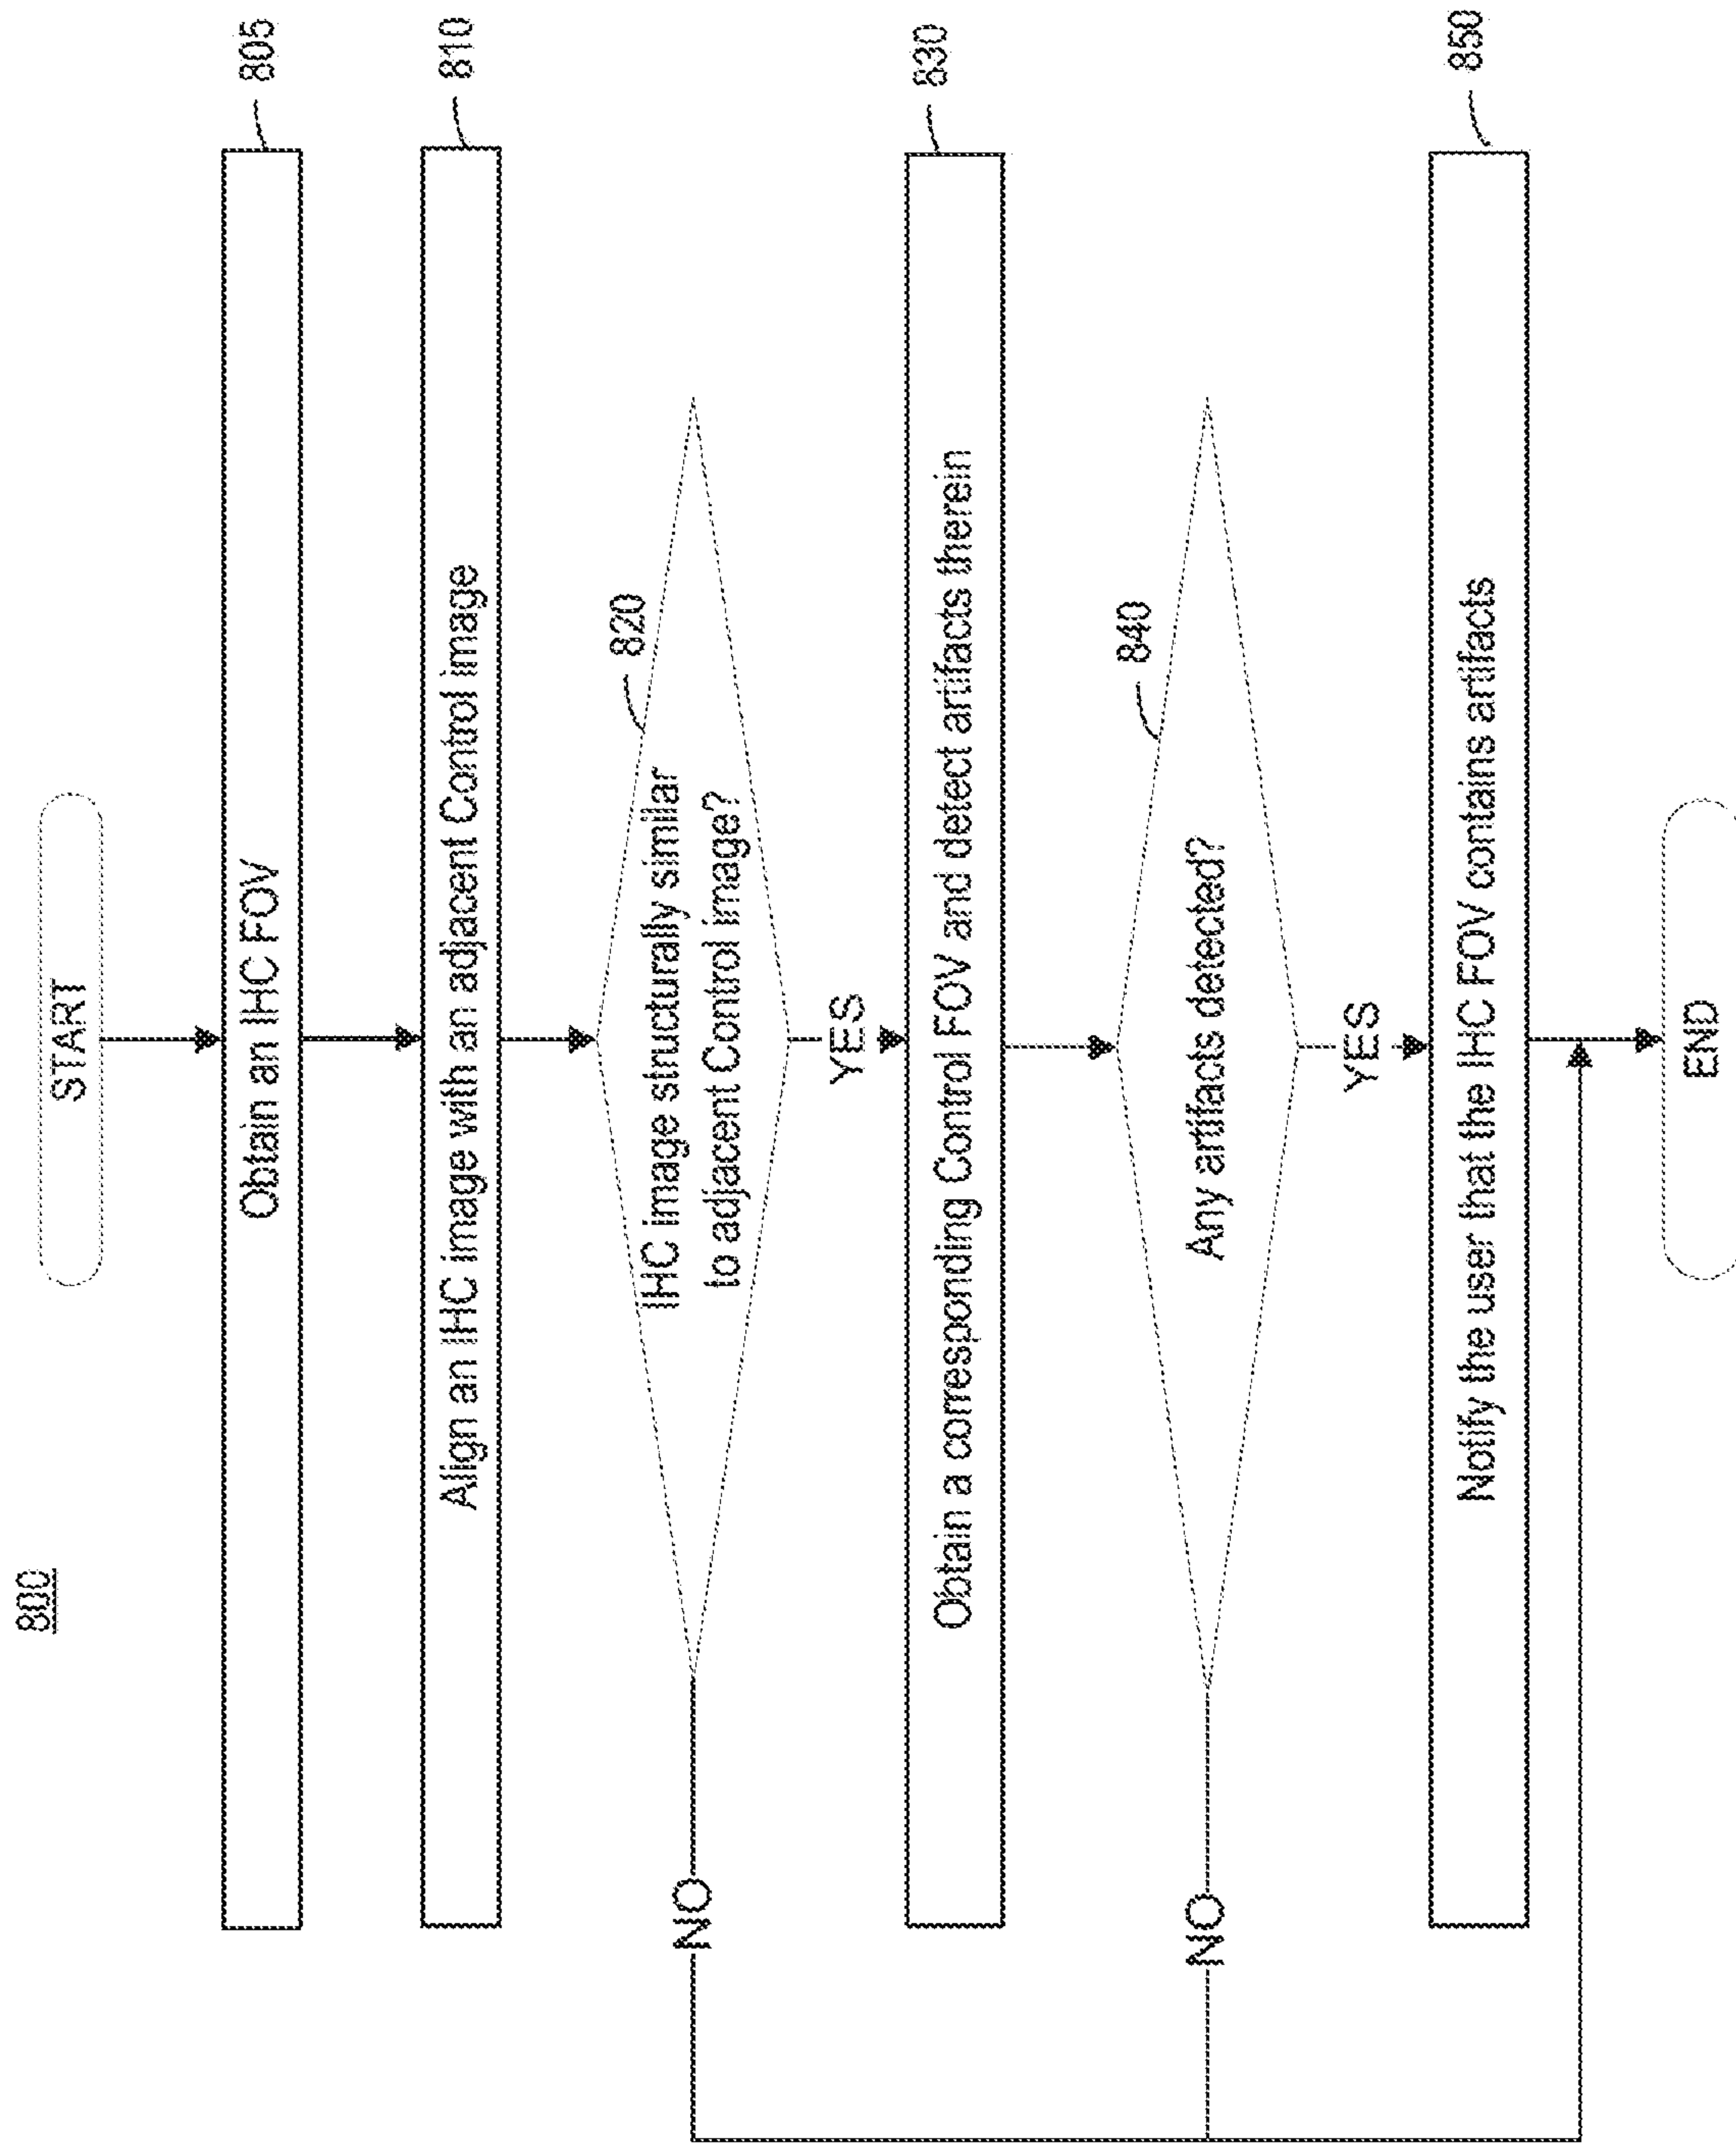 800
START
Obtain an IHC FOV
805
Align an IHC image with an adjacent Control image
810
820
IHC image structurally similar
to adjacent Control image?
NO
YES
Obtain a corresponding Control FOV and detect artifacts therein
830
840
Any artifacts detected?
NO
YES
Notify the user that the IHC FOV contains artifacts
850
END